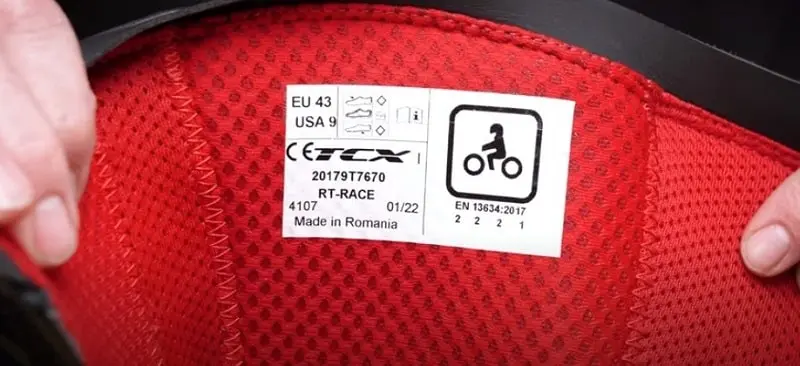 EU 43
USA 9
CE TCX
20179T7670
RT-RACE
4107 01/22
Made in Romania
i
EN 13634:2017
2 2 2 1